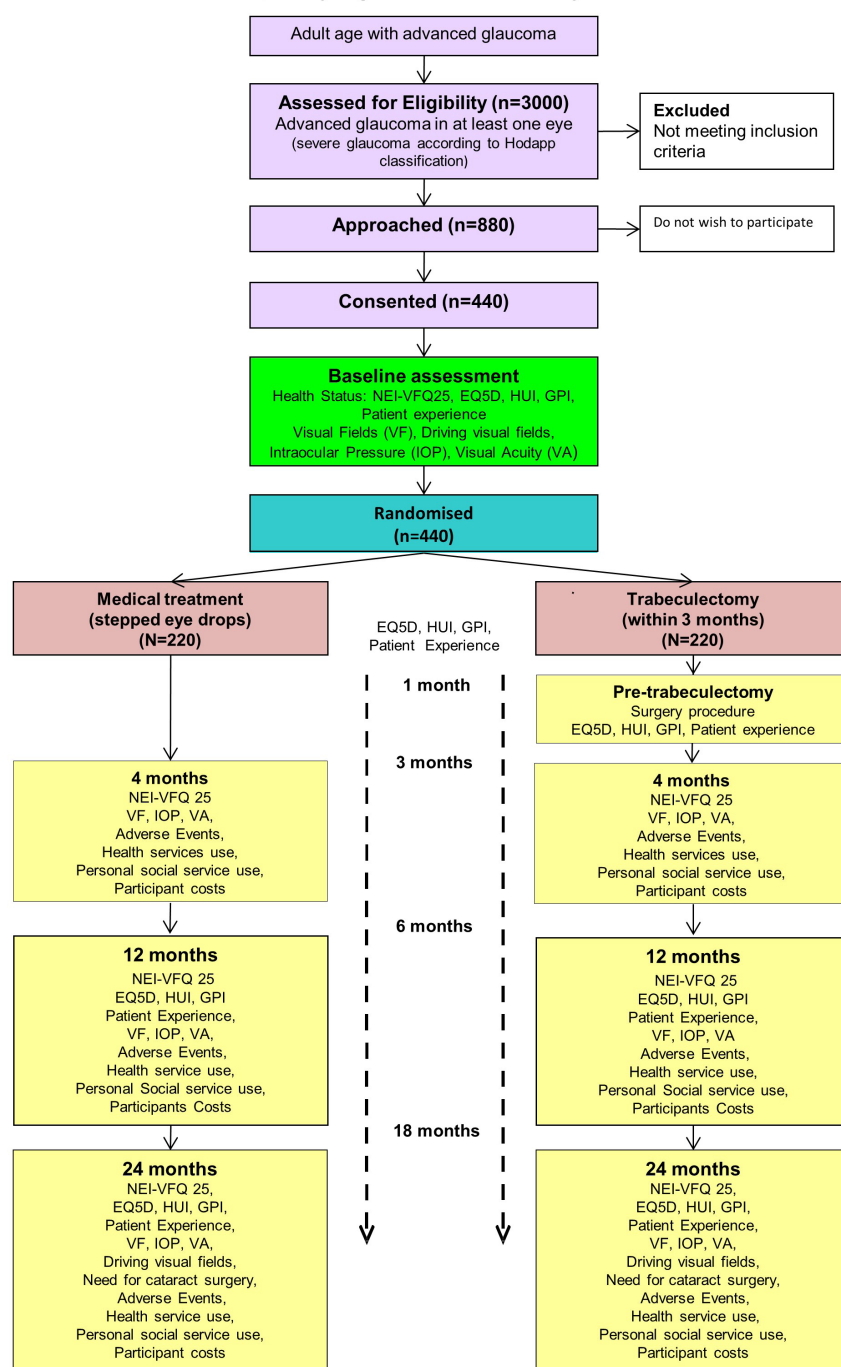 Adult age with advanced glaucoma
Assessed for Eligibility (n=3000)
Advanced glaucoma in at least one eye
(severe glaucoma according to Hodapp
classification)
Excluded
Not meeting inclusion
criteria
Approached (n=880)
Do not wish to participate
Consented (n=440)
Baseline assessment
Health Status: NEI-VFQ25, EQ5D, HUI, GPI,
Patient experience
Visual Fields (VF), Driving visual fields,
Intraocular Pressure (IOP), Visual Acuity (VA)
Randomised
(n=440)
Medical treatment
(stepped eye drops)
(N=220)
EQ5D, HUI, GPI,
Patient Experience
Trabeculectomy
(within 3 months)
(N=220)
1 month
Pre-trabeculectomy
Surgery procedure
EQ5D, HUI, GPI, Patient experience
3 months
4 months
NEI-VFQ 25
VF, IOP, VA,
Adverse Events,
Health services use,
Personal social service use,
Participant costs
4 months
NEI-VFQ 25
VF, IOP, VA,
Adverse Events,
Health services use,
Personal social service use,
Participant costs
6 months
12 months
NEI-VFQ 25
EQ5D, HUI, GPI
Patient Experience,
VF, IOP, VA,
Adverse Events,
Health service use,
Personal Social service use,
Participants Costs
12 months
NEI-VFQ 25
EQ5D, HUI, GPI
Patient Experience,
VF, IOP, VA
Adverse Events,
Health service use,
Personal Social service use,
Participants Costs
18 months
24 months
NEI-VFQ 25,
EQ5D, HUI, GPI,
Patient Experience,
VF, IOP, VA,
Driving visual fields,
Need for cataract surgery,
Adverse Events,
Health service use,
Personal social service use,
Participant costs
24 months
NEI-VFQ 25,
EQ5D, HUI, GPI,
Patient Experience,
VF, IOP, VA,
Driving visual fields,
Need for cataract surgery,
Adverse Events,
Health service use,
Personal social service use,
Participant costs